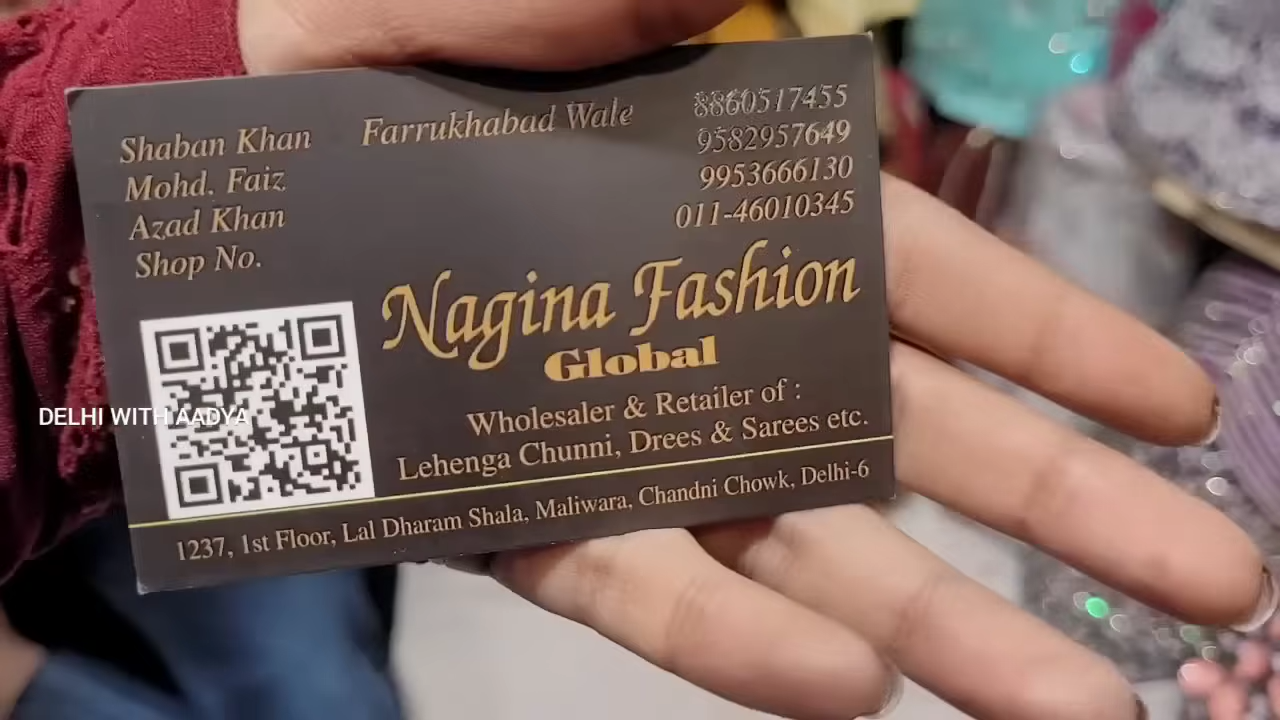 Shaban Khan
Mohd. Faiz
Azad Khan
Shop No.
Farrukhabad Wale
8860517455
9582957649
9953666130
011-46010345
Nagina Fashion
Global
Wholesaler & Retailer of :
Lehenga Chunni, Drees & Sarees etc.
1237, 1st Floor, Lal Dharam Shala, Maliwara, Chandni Chowk, Delhi-6
DELHI WITH AADYA